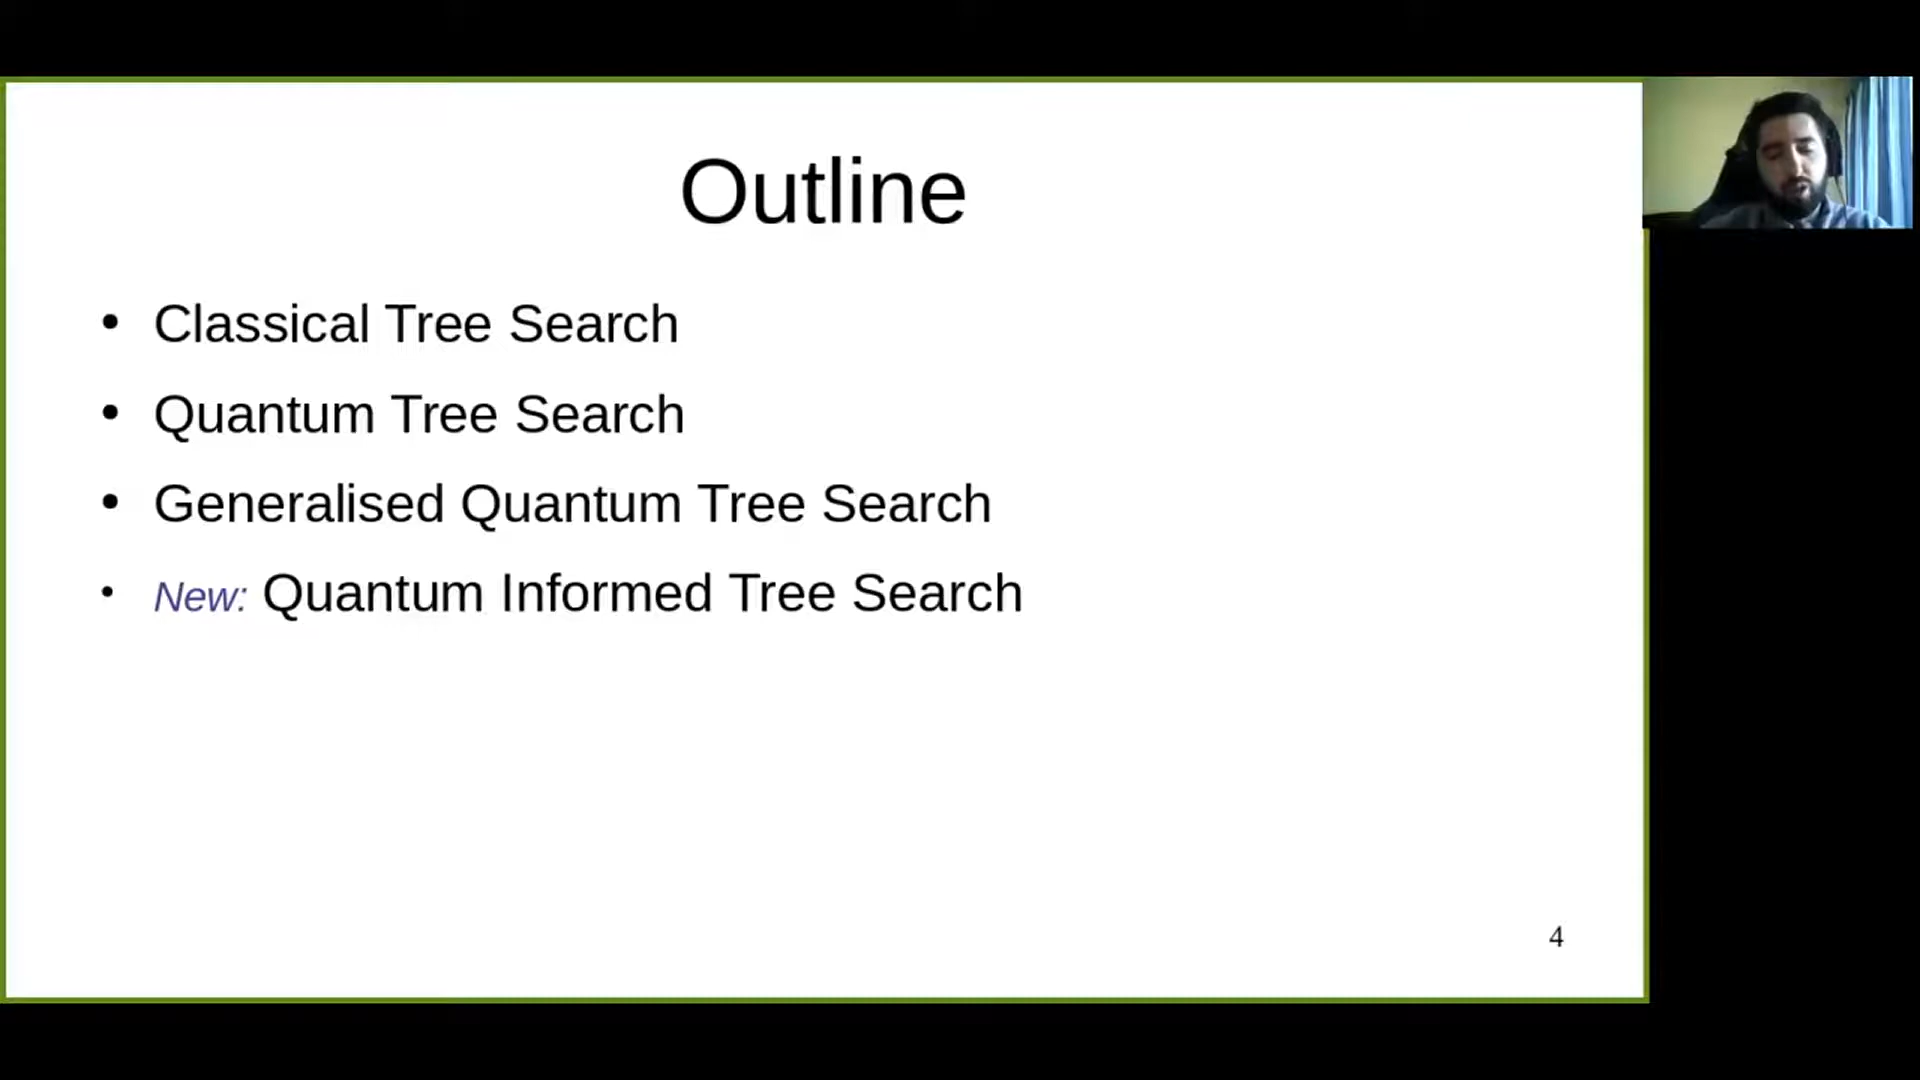 Outline
• Classical Tree Search
• Quantum Tree Search
• Generalised Quantum Tree Search
• New: Quantum Informed Tree Search
4